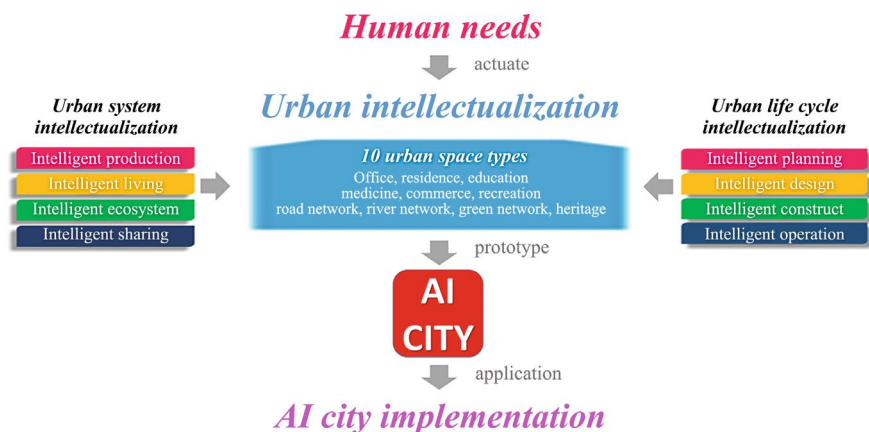 Human needs
actuate
Urban intellectualization
Urban system
intellectualization
Intelligent production
Intelligent living
Intelligent ecosystem
Intelligent sharing
10 urban space types
Office, residence, education
medicine, commerce, recreation
road network, river network, green network, heritage
Urban life cycle
intellectualization
Intelligent planning
Intelligent design
Intelligent construct
Intelligent operation
prototype
AI
CITY
application
AI city implementation